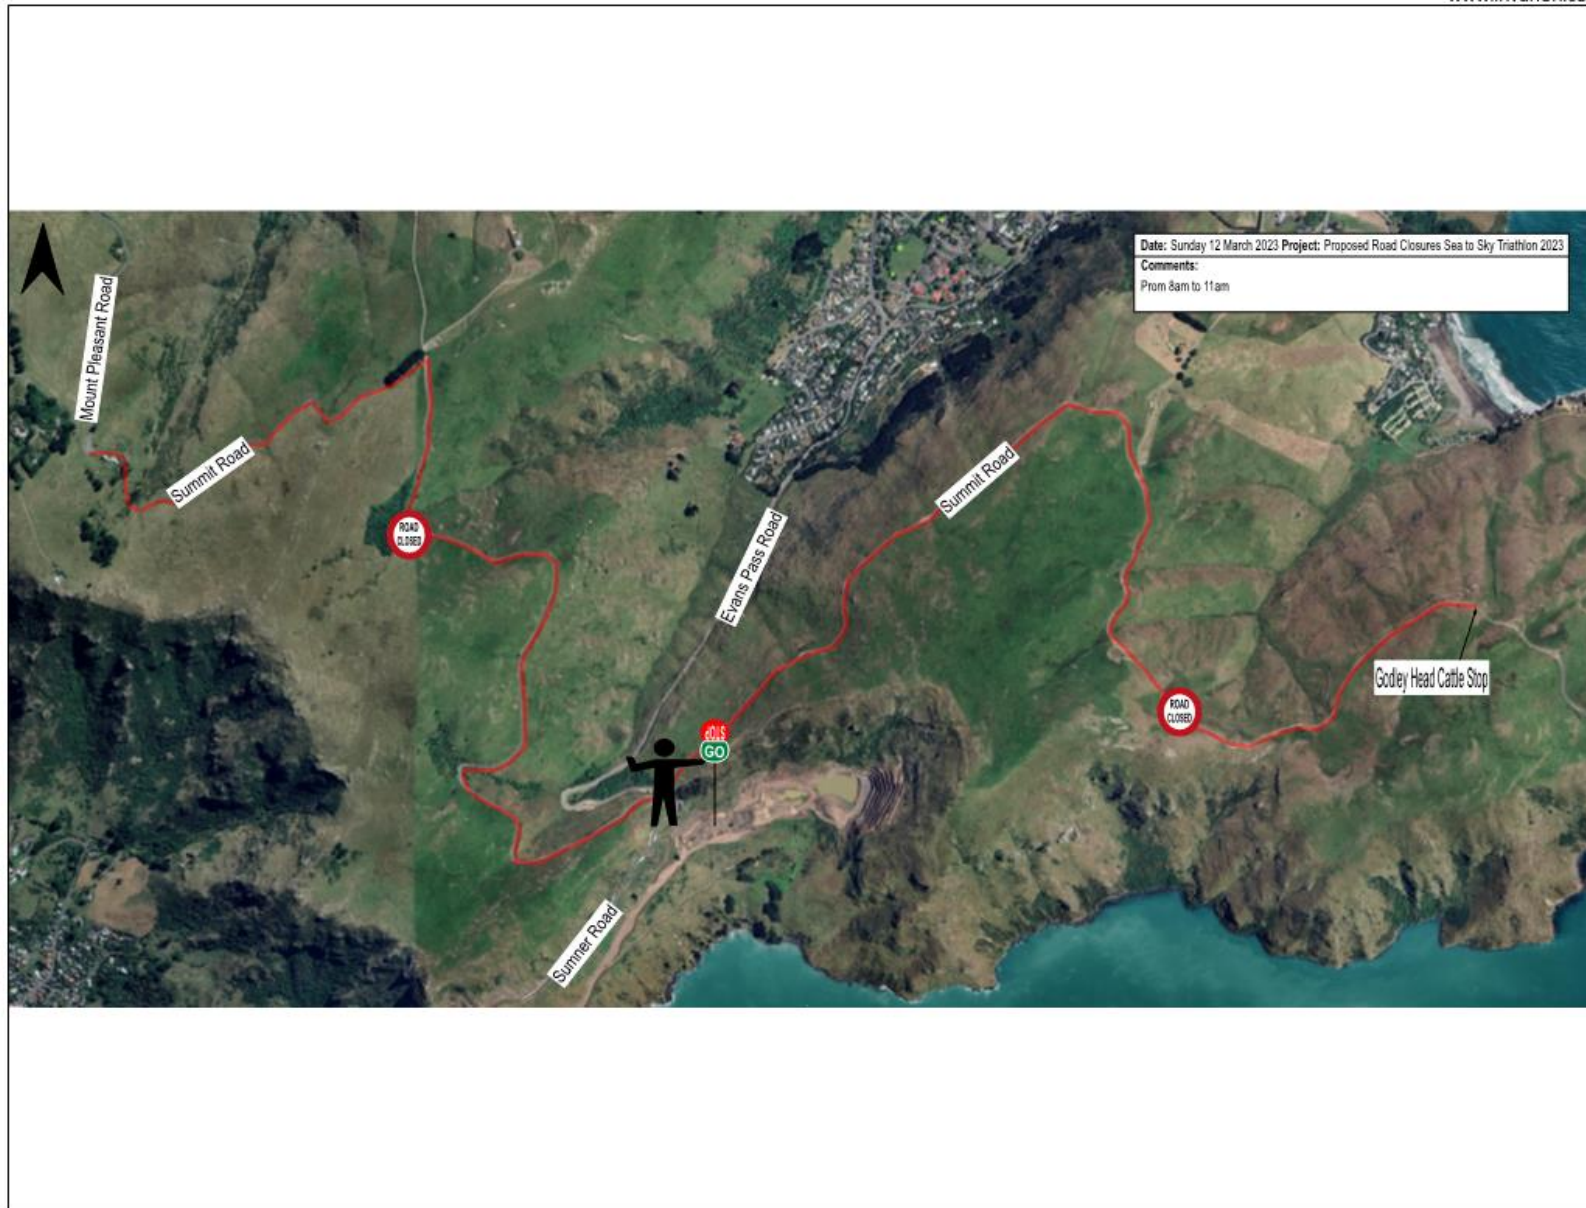 Date: Sunday 12 March 2023 Project: Proposed Road Closures Sea to Sky Triathlon 2023
Comments:
Prom 8am to 11am
Mount Pleasant Road
Summit Road
Summit Road
ROAD
CLOSED
Evans Pass Road
Godley Head Cattle Stop
ROAD
CLOSED
STOP
GO
Sumner Road